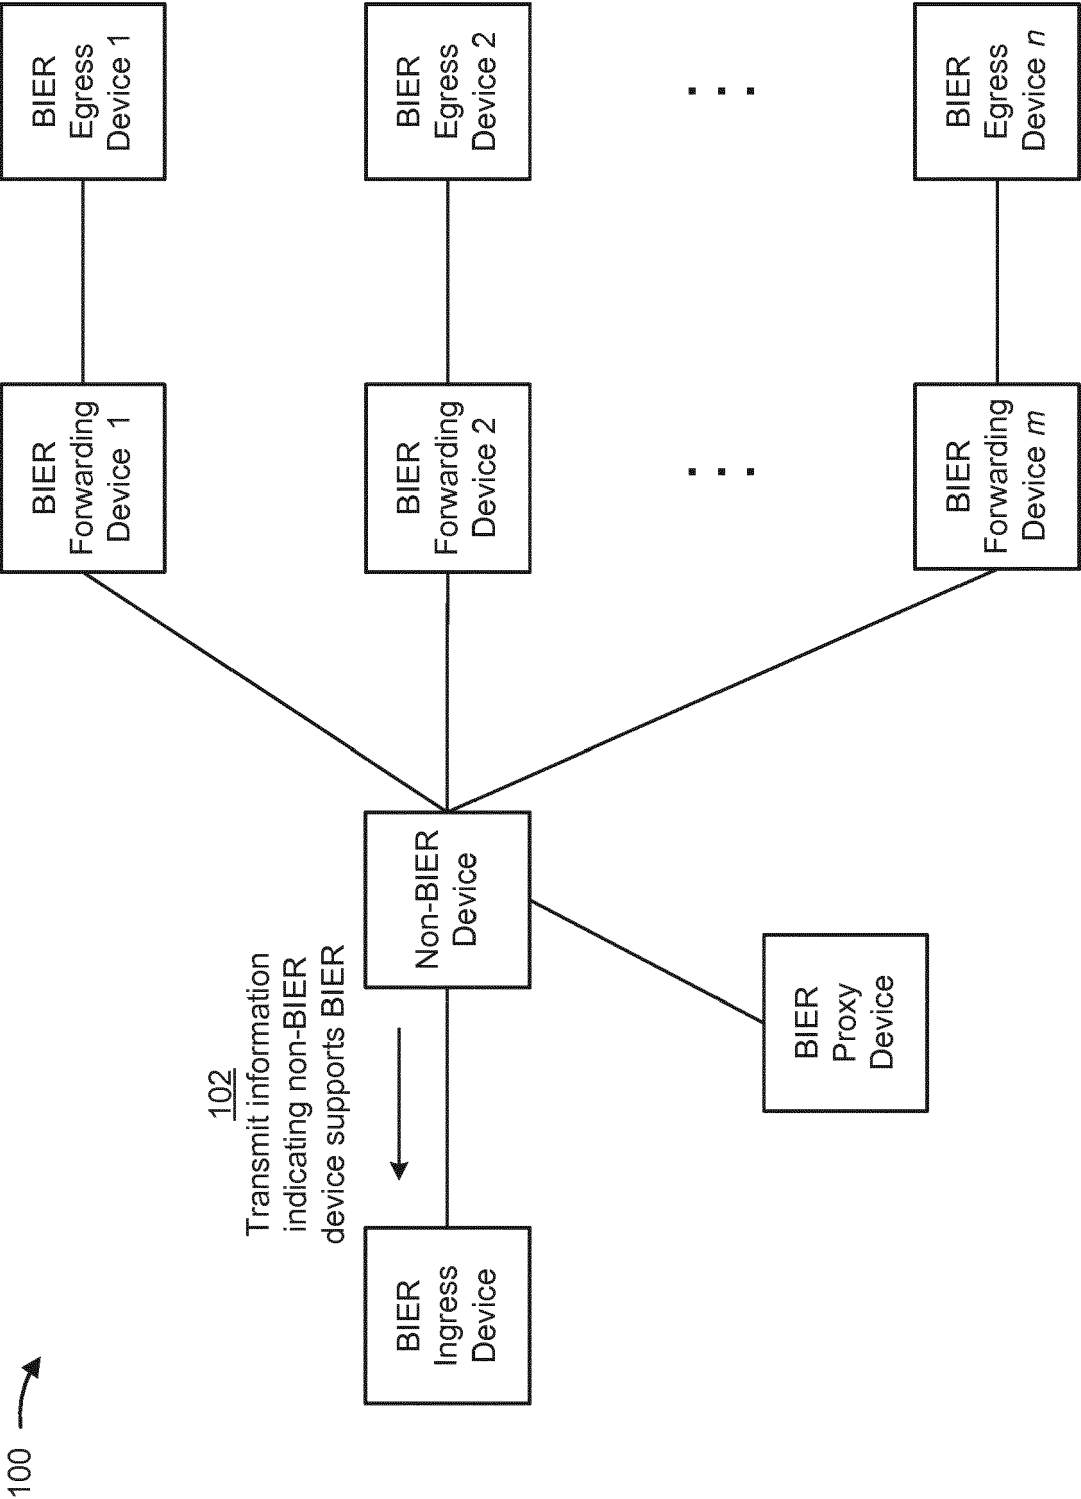 100
102
Transmit information
indicating non-BIER
device supports BIER
BIER
Ingress
Device
Non-BIER
Device
BIER
Proxy
Device
BIER
Forwarding
Device 1
BIER
Egress
Device 1
BIER
Forwarding
Device 2
BIER
Egress
Device 2
. . .
. . .
BIER
Forwarding
Device m
BIER
Egress
Device n